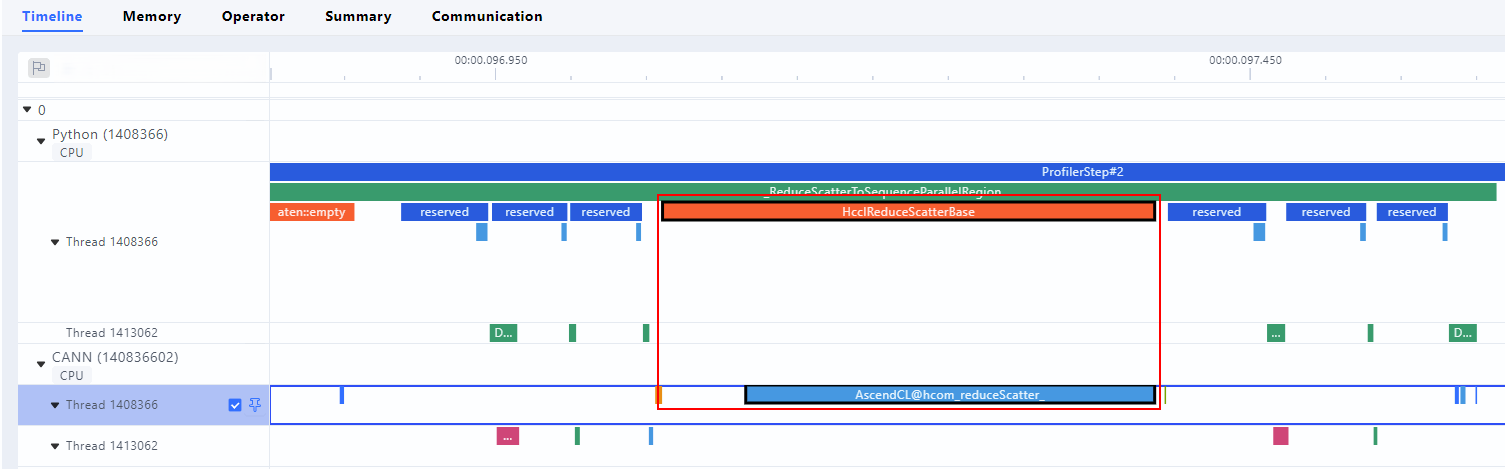 Timeline Memory Operator Summary Communication
00:00.096.950 00:00.097.450
0
Python (1408366)
CPU
ProfilerStep#2
_ReduceScatterToSequenceParallelRegion
aten::empty reserved reserved reserved HcclReduceScatterBase reserved reserved reserved
Thread 1408366
Thread 1413062 D... ... D...
CANN (140836602)
CPU
Thread 1408366 AscendCL@hcom_reduceScatter_
Thread 1413062 ...